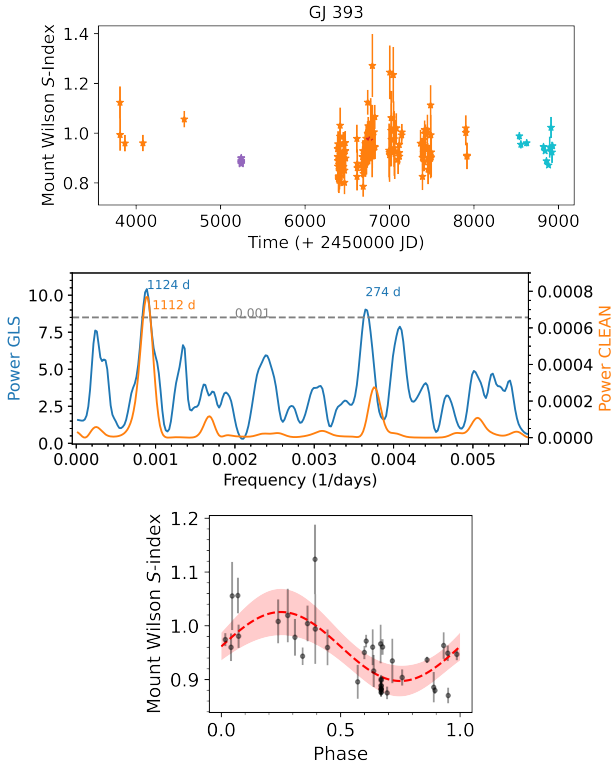 GJ 393
Mount Wilson S-Index
1.4
1.2
1.0
0.8
4000 5000 6000 7000 8000 9000
Time (+ 2450000 JD)
Power GLS
10.0
7.5
5.0
2.5
0.0
1124 d
1112 d
0.001
274 d
0.0008
0.0006
0.0004
0.0002
0.0000
Power CLEAN
0.000 0.001 0.002 0.003 0.004 0.005
Frequency (1/days)
Mount Wilson S-index
1.2
1.1
1.0
0.9
0.0 0.5 1.0
Phase